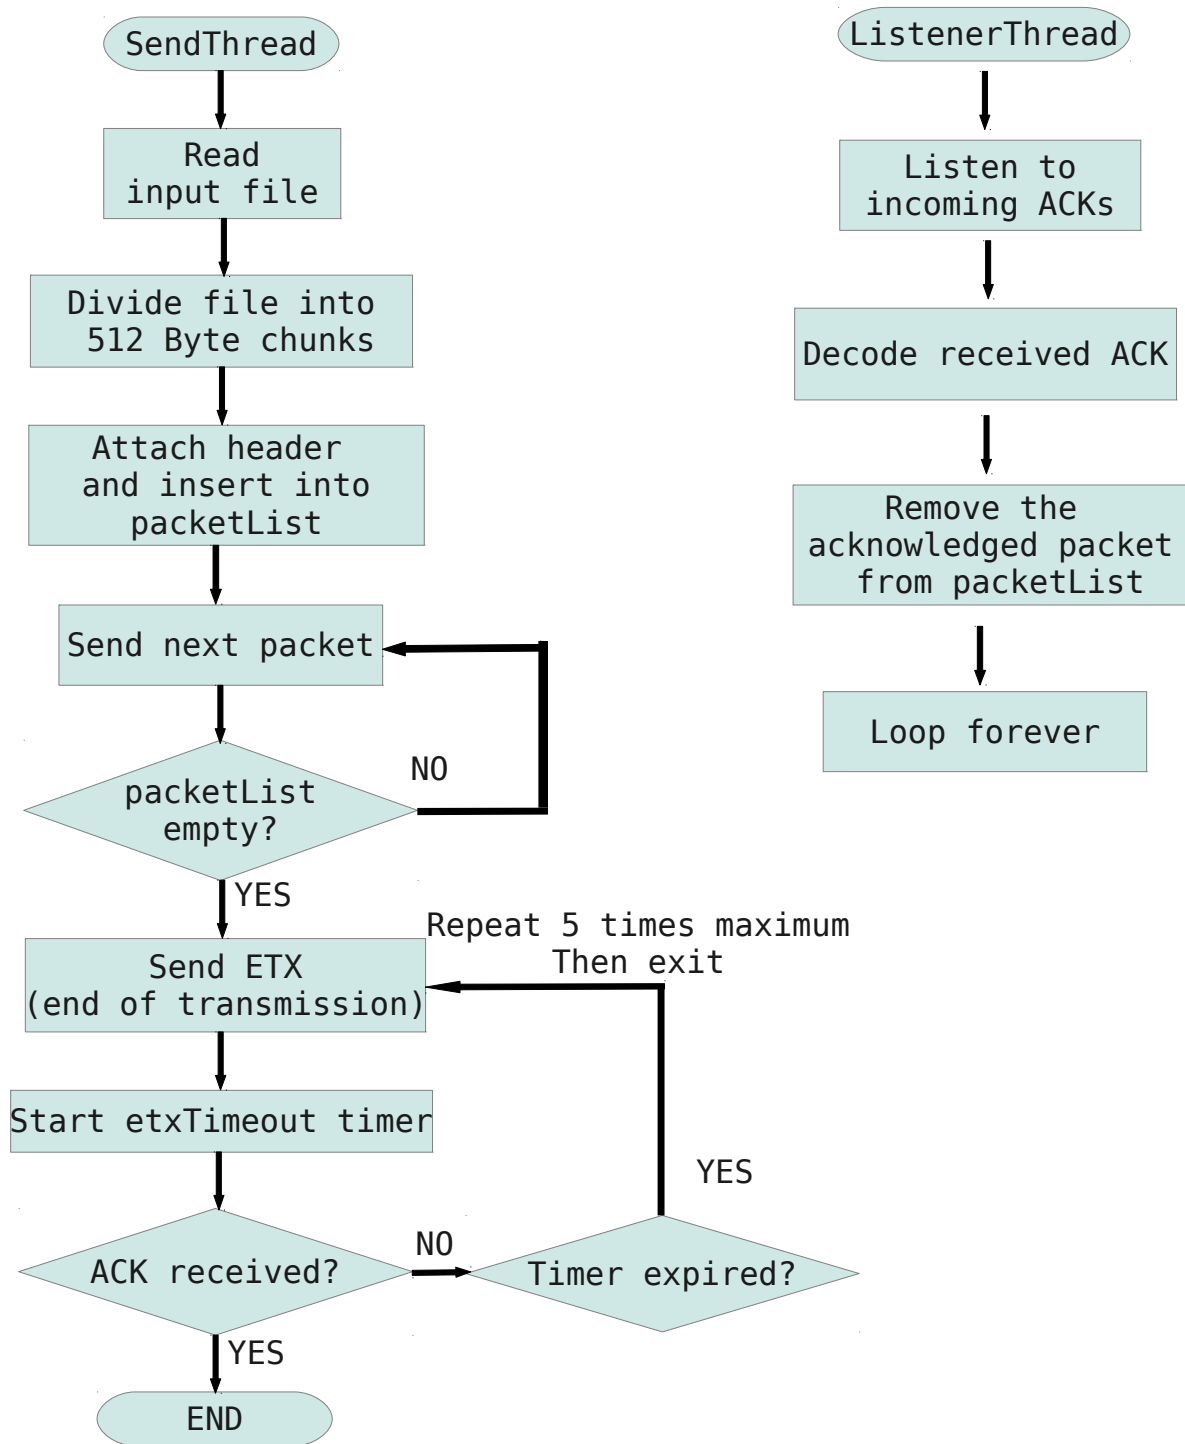 SendThread
Read
input file
Divide file into
512 Byte chunks
Attach header
and insert into
packetList
Send next packet
packetList
empty?
NO
YES
Send ETX
(end of transmission)
Repeat 5 times maximum
Then exit
Start etxTimeout timer
ACK received?
NO
Timer expired?
YES
YES
END
ListenerThread
Listen to
incoming ACKs
Decode received ACK
Remove the
acknowledged packet
from packetList
Loop forever